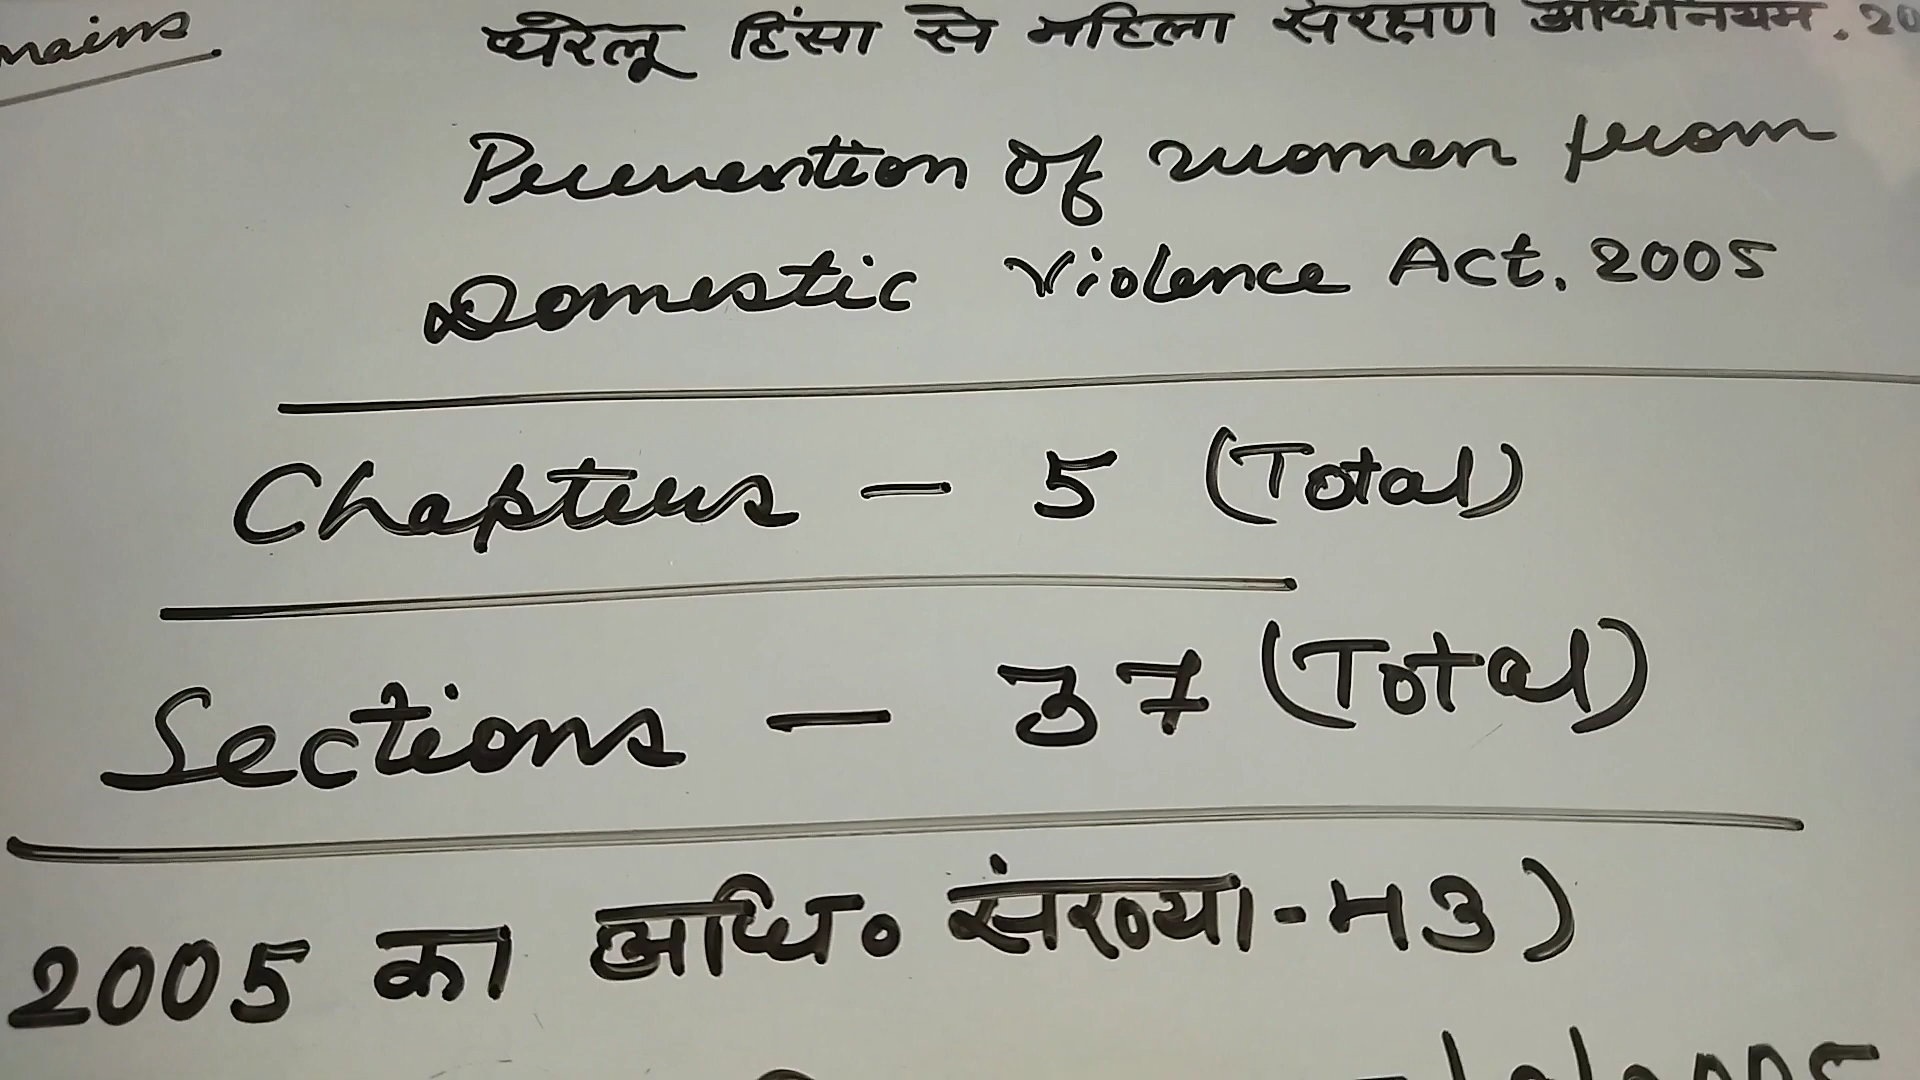 mains.
घरेलू हिंसा से महिला संरक्षण अधिनियम, 20
Prevention of women from
Domestic Violence Act. 2005
Chapters - 5 (Total)
Sections - 37 (Total)
2005 का अधि० संख्या - 43)